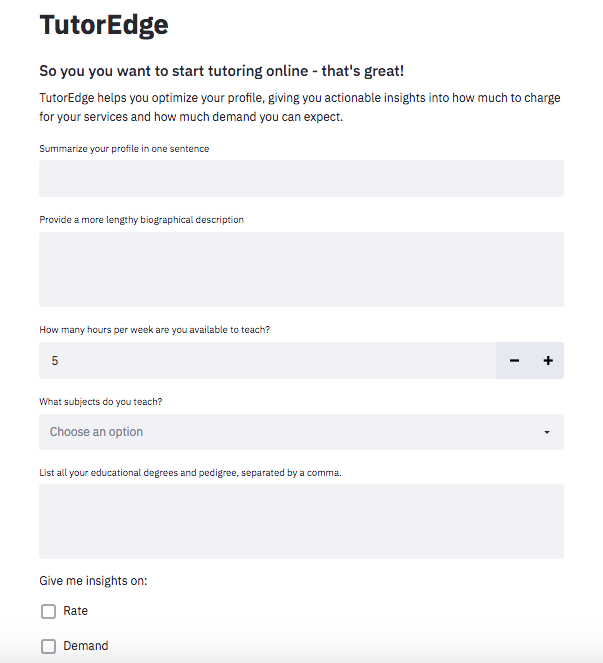 TutorEdge
So you you want to start tutoring online - that's great!
TutorEdge helps you optimize your profile, giving you actionable insights into how much to charge
for your services and how much demand you can expect.
Summarize your profile in one sentence
Provide a more lengthy biographical description
How many hours per week are you available to teach?
5 − +
What subjects do you teach?
Choose an option
List all your educational degrees and pedigree, separated by a comma.
Give me insights on:
Rate
Demand